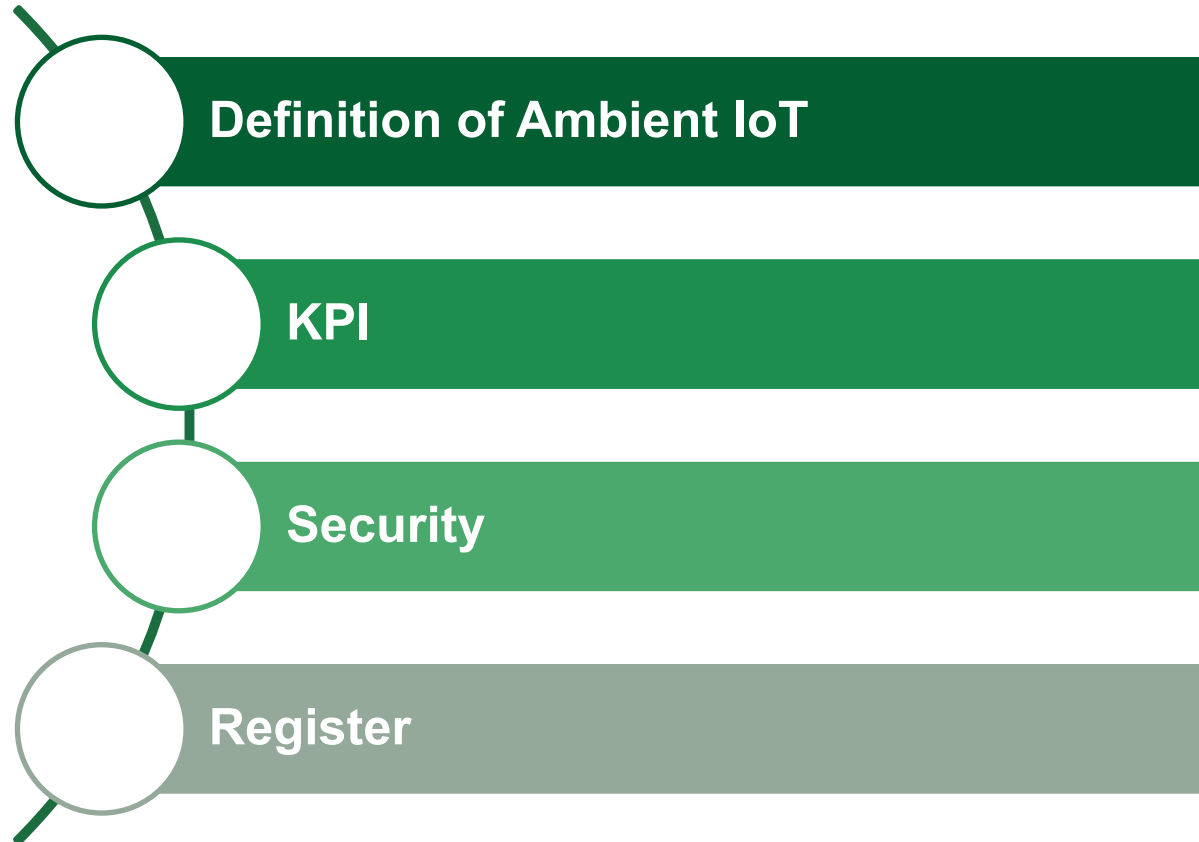 Definition of Ambient IoT
KPI
Security
Register